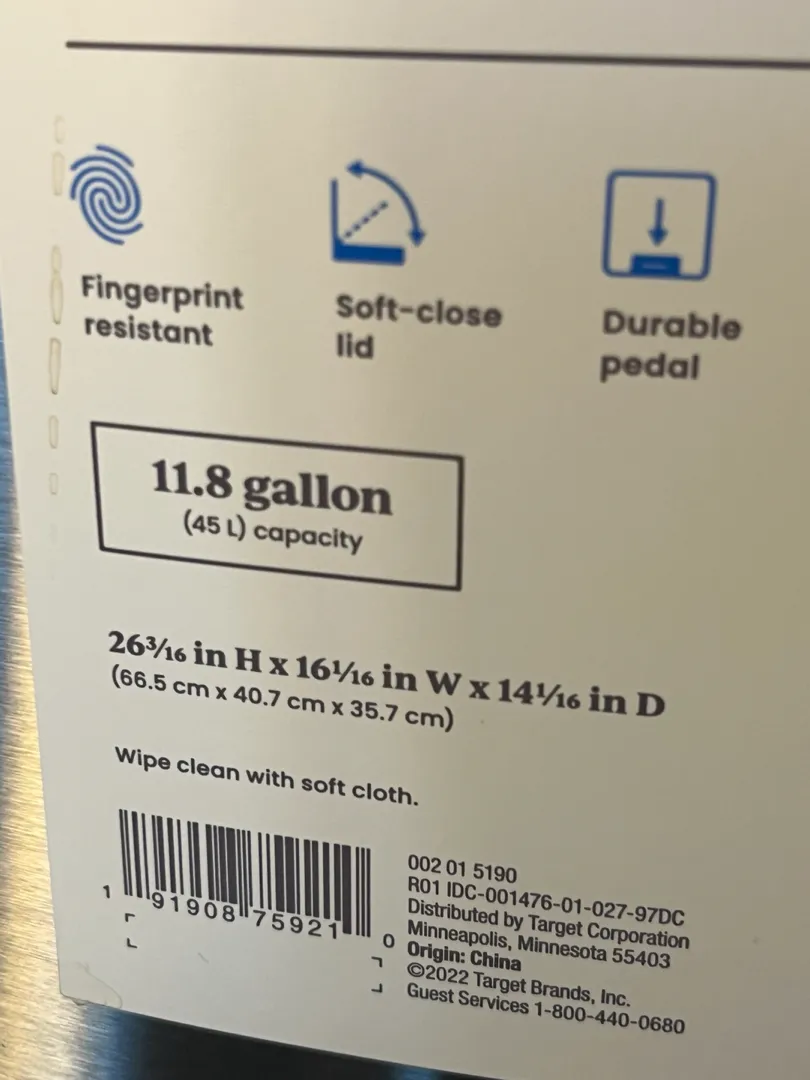 Fingerprint
resistant
Soft-close
lid
Durable
pedal
11.8 gallon
(45 L) capacity
26³⁄₁₆ in H x 16¹⁄₁₆ in W x 14¹⁄₁₆ in D
(66.5 cm x 40.7 cm x 35.7 cm)
Wipe clean with soft cloth.
1 91908 75921 0
002 01 5190
R01 IDC-001476-01-027-97DC
Distributed by Target Corporation
Minneapolis, Minnesota 55403
Origin: China
©2022 Target Brands, Inc.
Guest Services 1-800-440-0680